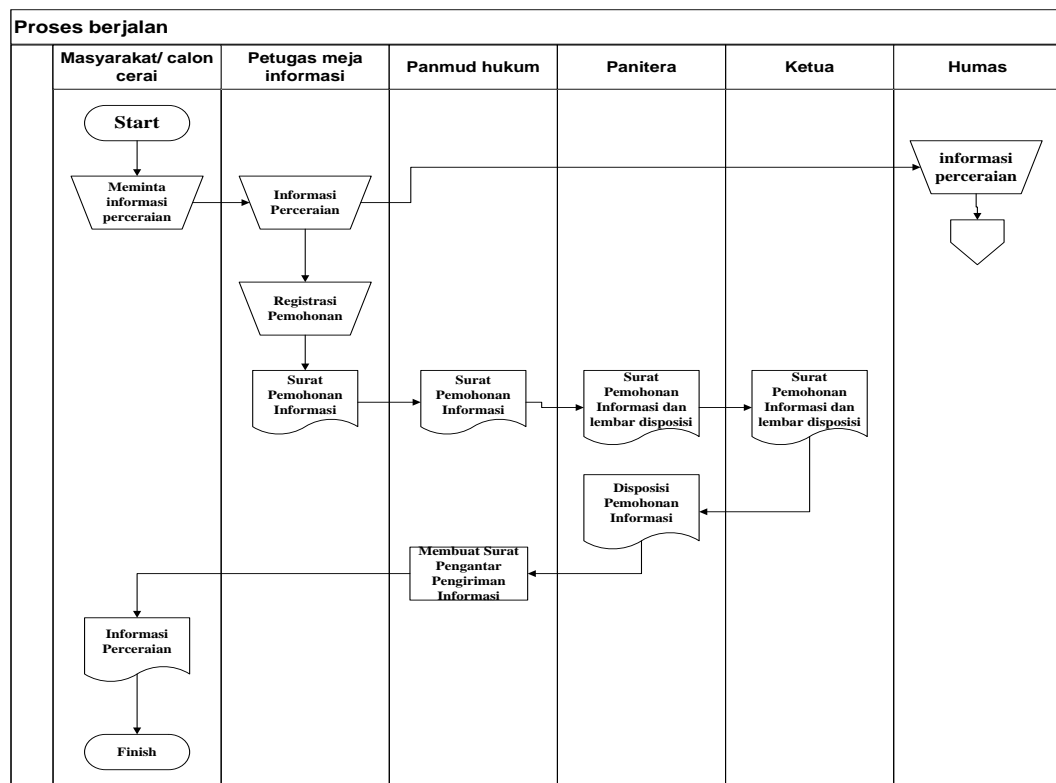 Proses berjalan
Masyarakat/ calon
cerai
Petugas meja
informasi
Panmud hukum
Panitera
Ketua
Humas
Start
Meminta
informasi
perceraian
Informasi
Perceraian
informasi
perceraian
Registrasi
Pemohonan
Surat
Pemohonan
Informasi
Surat
Pemohonan
Informasi
Surat
Pemohonan
Informasi dan
lembar disposisi
Surat
Pemohonan
Informasi dan
lembar disposisi
Disposisi
Pemohonan
Informasi
Membuat Surat
Pengantar
Pengiriman
Informasi
Informasi
Perceraian
Finish